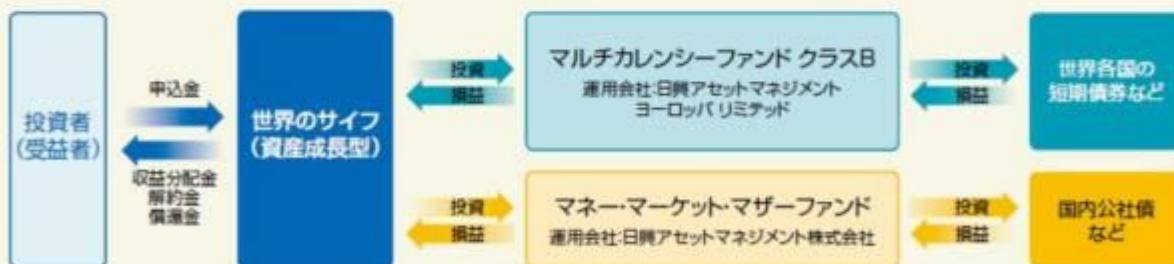 投資者
(受益者)
申込金
収益分配金
解約金
償還金
世界のサイフ
(資産成長型)
投資
損益
マルチカレンシーファンド クラスB
運用会社:日興アセットマネジメント
ヨーロッパ リミテッド
投資
損益
世界各国の
短期債券など
投資
損益
マネー・マーケット・マザーファンド
運用会社:日興アセットマネジメント株式会社
投資
損益
国内公社債
など